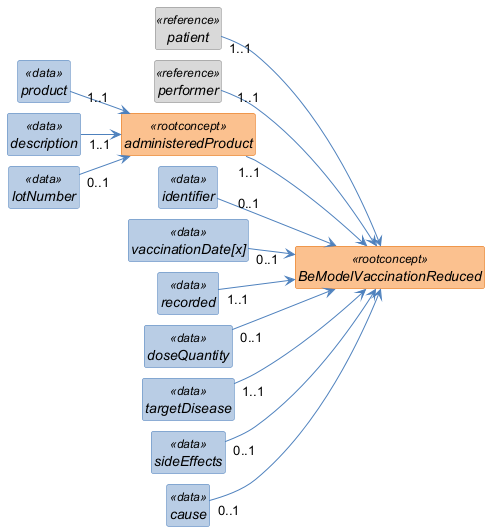 «reference»
patient
1..1
«reference»
performer
1..1
«data»
product
1..1
«data»
description
1..1
«data»
lotNumber
0..1
«rootconcept»
administeredProduct
1..1
«data»
identifier
0..1
«data»
vaccinationDate[x]
0..1
«data»
recorded
1..1
«data»
doseQuantity
0..1
«data»
targetDisease
1..1
«data»
sideEffects
0..1
«data»
cause
0..1
«rootconcept»
BeModelVaccinationReduced